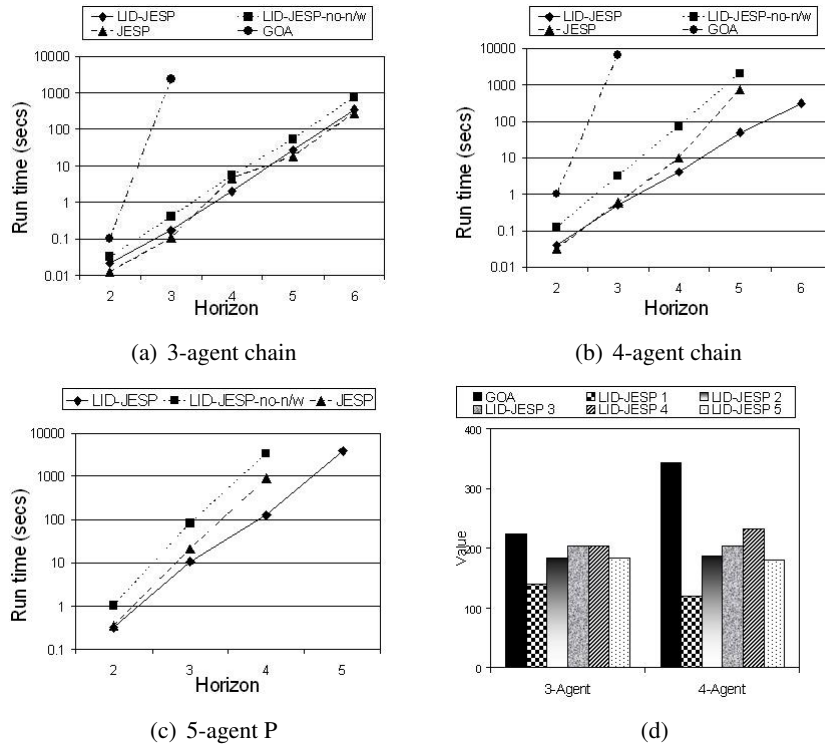 LID-JESP LID-JESP-no-n/w
JESP GOA
10000
1000
100
10
1
0.1
0.01
Run time (secs)
2 3 4 5 6
Horizon
(a) 3-agent chain
LID-JESP LID-JESP-no-n/w
JESP GOA
10000
1000
100
10
1
0.1
0.01
Run time (secs)
2 3 4 5 6
Horizon
(b) 4-agent chain
LID-JESP LID-JESP-no-n/w JESP
10000
1000
100
10
1
0.1
Run time (secs)
2 3 4 5
Horizon
(c) 5-agent P
GOA LID-JESP 1 LID-JESP 2
LID-JESP 3 LID-JESP 4 LID-JESP 5
400
300
200
100
0
Value
3-Agent 4-Agent
(d)